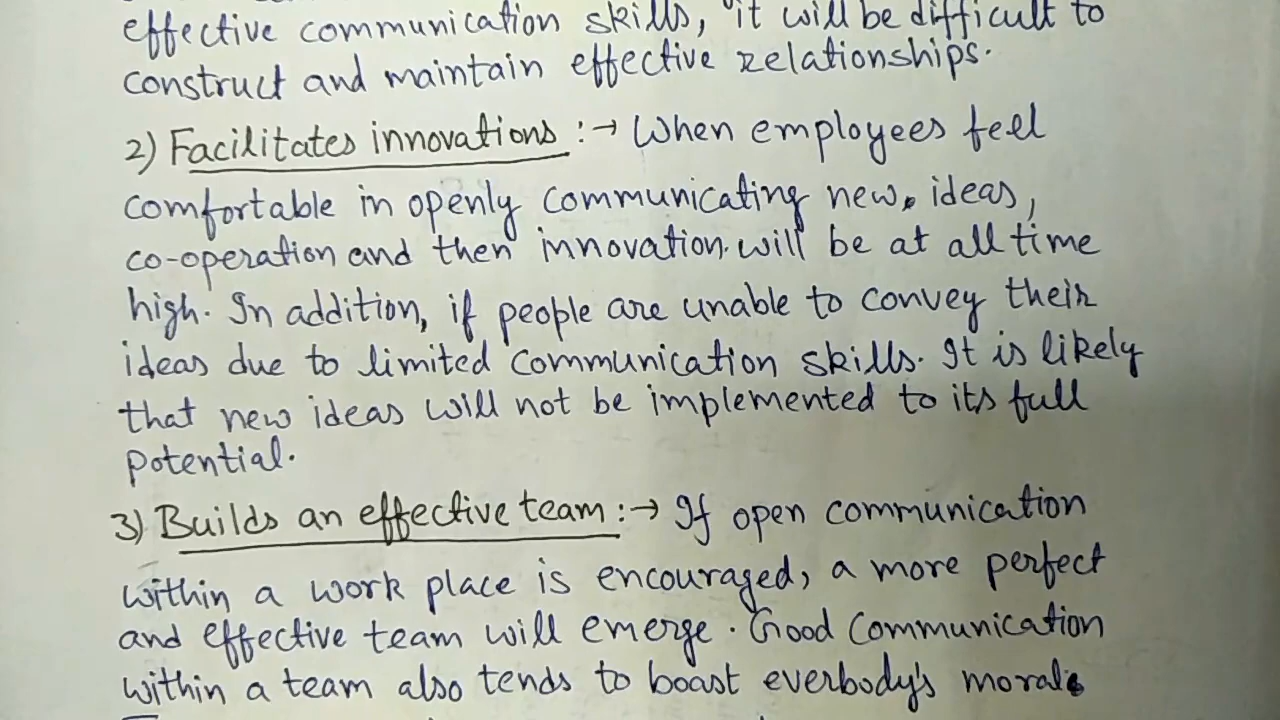 effective communication skills, it will be difficult to
construct and maintain effective relationships.
2) Facilitates innovations :→ When employees feel
comfortable in openly communicating new ideas,
co-operation and then innovation will be at all time
high. In addition, if people are unable to convey their
ideas due to limited communication skills. It is likely
that new ideas will not be implemented to its full
potential.
3) Builds an effective team :→ If open communication
within a work place is encouraged, a more perfect
and effective team will emerge. Good communication
within a team also tends to boast everbody's morale